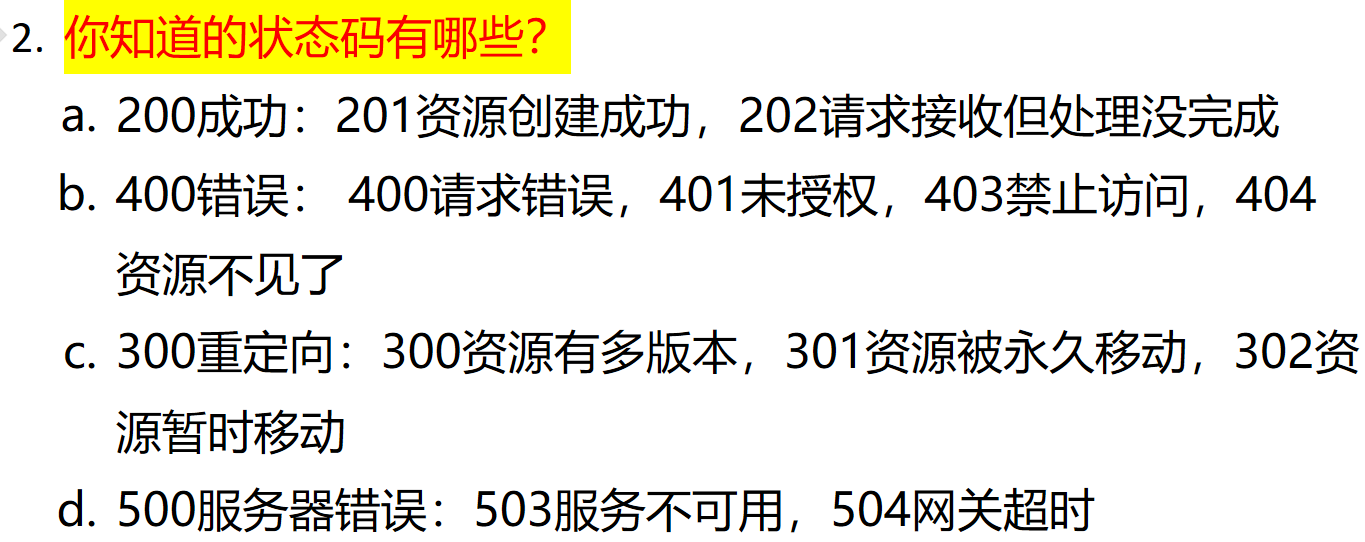 2. 你知道的状态码有哪些？
a. 200成功：201资源创建成功，202请求接收但处理没完成
b. 400错误： 400请求错误，401未授权，403禁止访问，404
资源不见了
c. 300重定向：300资源有多版本，301资源被永久移动，302资
源暂时移动
d. 500服务器错误：503服务不可用，504网关超时